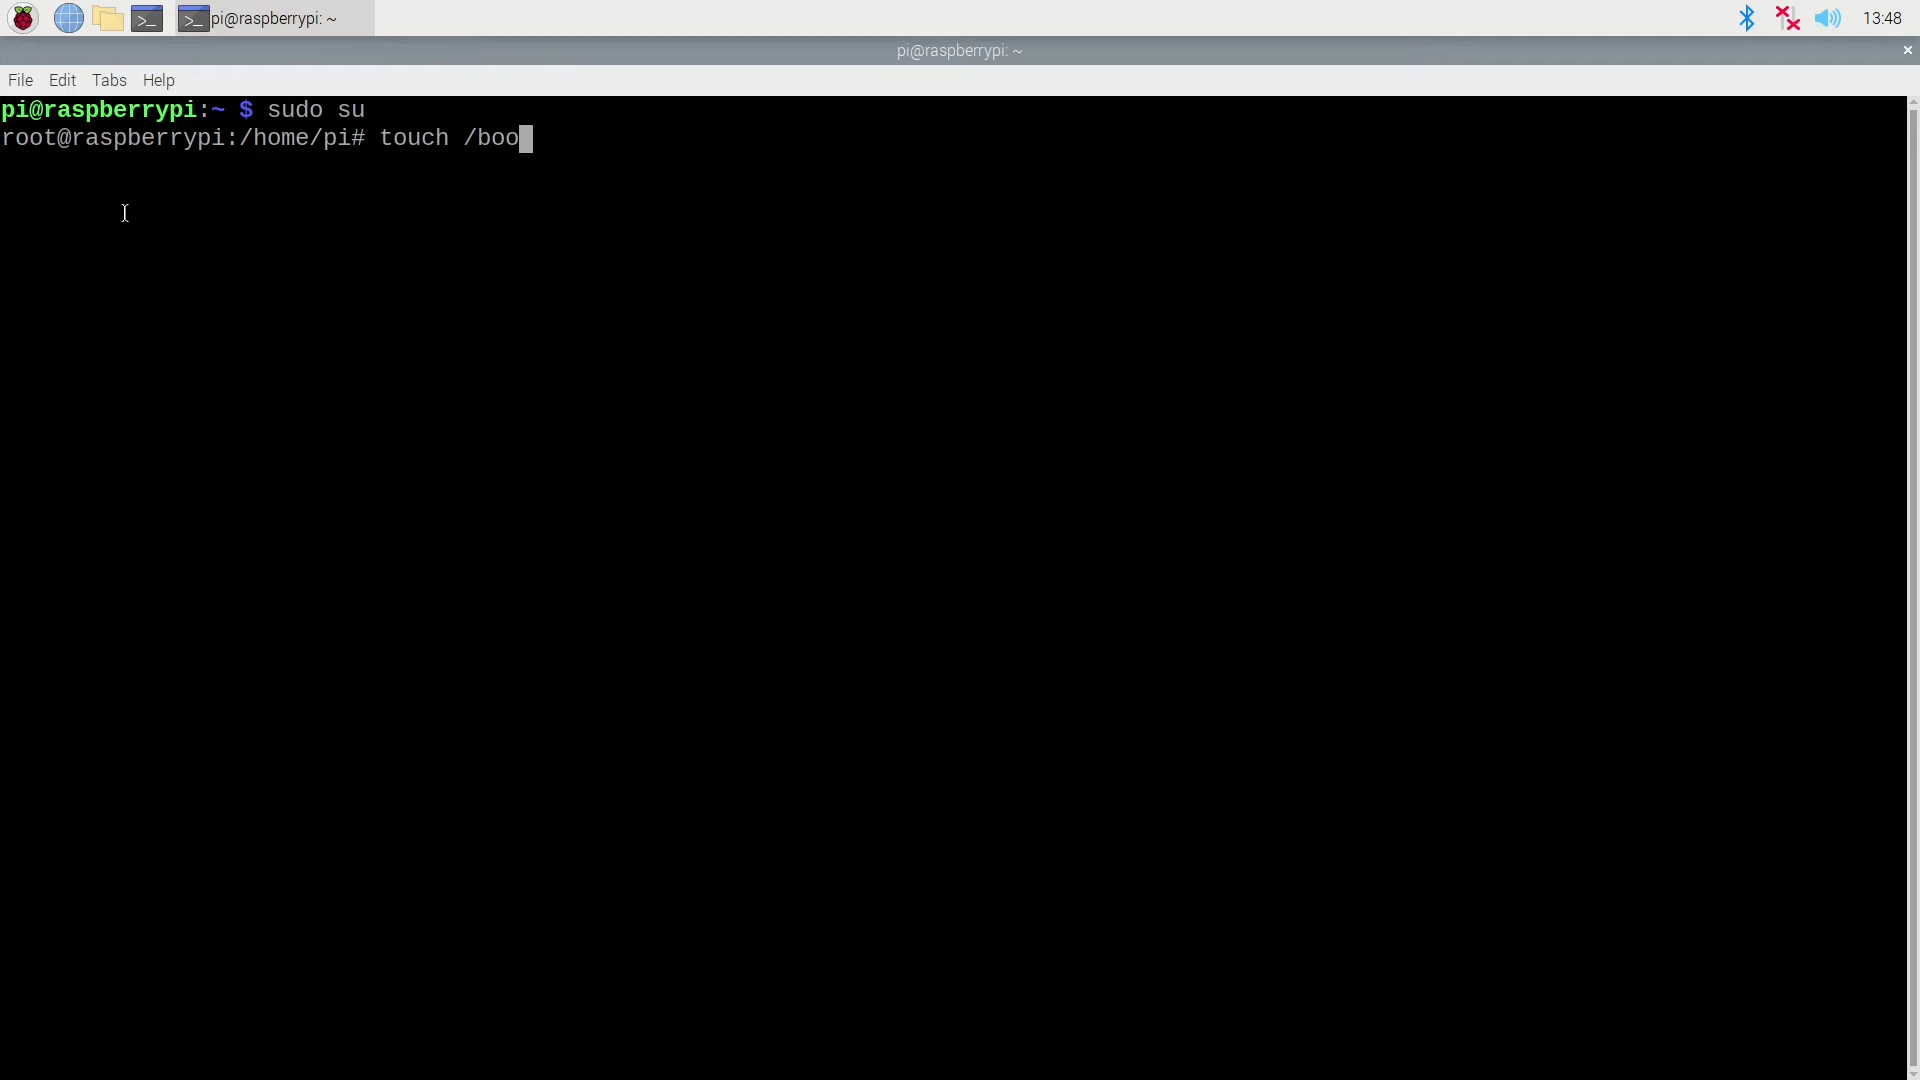 pi@raspberrypi: ~
13:48
pi@raspberrypi: ~
File Edit Tabs Help
pi@raspberrypi:~ $ sudo su
root@raspberrypi:/home/pi# touch /boo